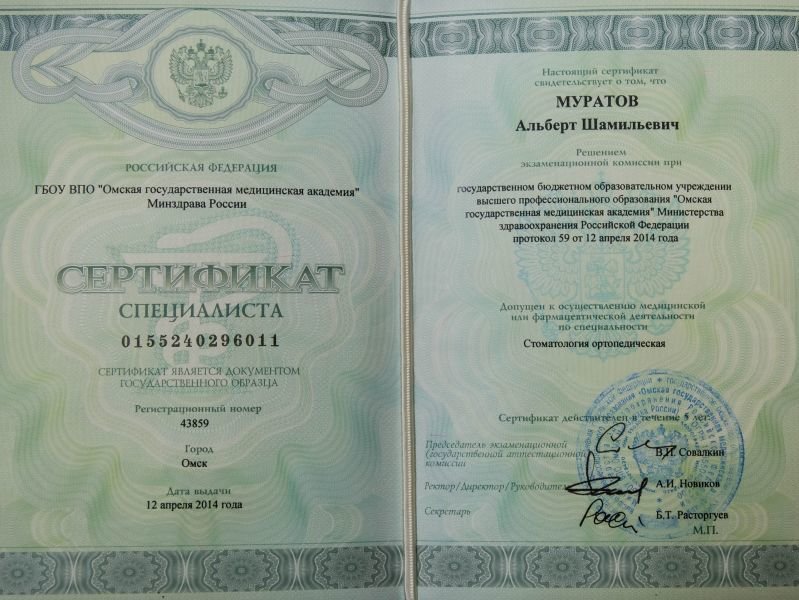 РОССИЙСКАЯ ФЕДЕРАЦИЯ
ГБОУ ВПО "Омская государственная медицинская академия"
Минздрава России
СЕРТИФИКАТ
СПЕЦИАЛИСТА
0155240296011
СЕРТИФИКАТ ЯВЛЯЕТСЯ ДОКУМЕНТОМ
ГОСУДАРСТВЕННОГО ОБРАЗЦА
Регистрационный номер
43859
Город
Омск
Дата выдачи
12 апреля 2014 года
Настоящий сертификат
свидетельствует о том, что
МУРАТОВ
Альберт Шамильевич
Решением
экзаменационной комиссии при
государственном бюджетном образовательном учреждении
высшего профессионального образования "Омская
государственная медицинская академия" Министерства
здравоохранения Российской Федерации
протокол 59 от 12 апреля 2014 года
Допущен к осуществлению медицинской
или фармацевтической деятельности
по специальности
Стоматология ортопедическая
Сертификат действителен в течение 5 лет.
Председатель экзаменационной
(государственной аттестационной)
комиссии
В.П. Совалкин
Ректор/Директор/Руководитель
А.И. Новиков
Секретарь
Б.Т. Расторгуев
М.П.